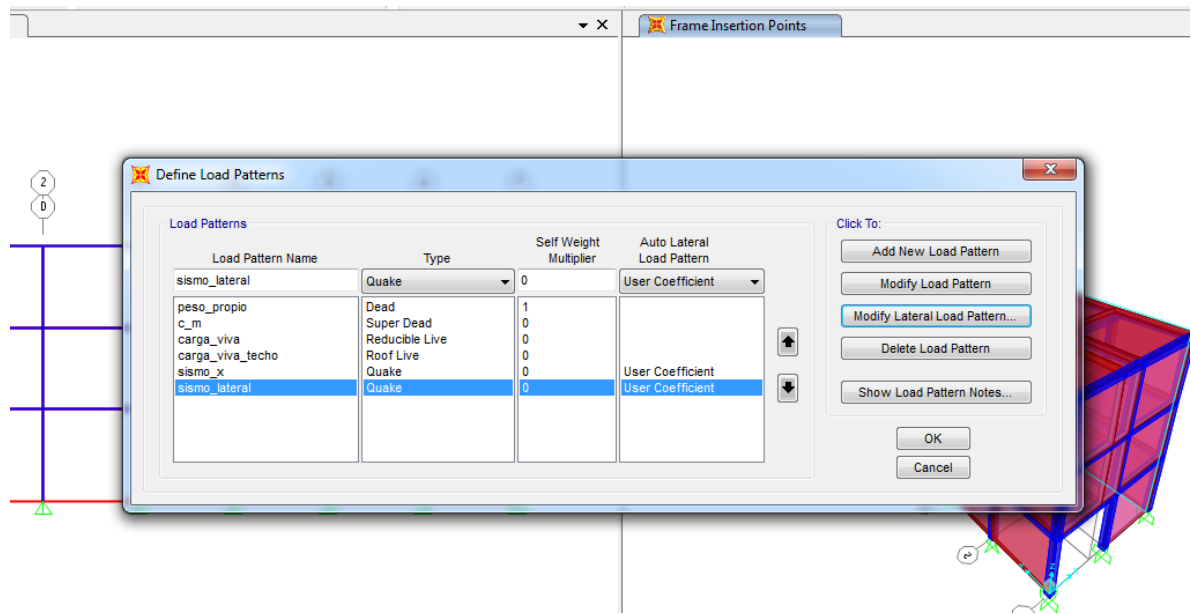 Frame Insertion Points
2
D
Define Load Patterns
Load Patterns
Click To:
Load Pattern Name Type Self Weight Multiplier Auto Lateral Load Pattern
sismo_lateral Quake 0 User Coefficient
peso_propio Dead 1
c_m Super Dead 0
carga_viva Reducible Live 0
carga_viva_techo Roof Live 0
sismo_x Quake 0 User Coefficient
sismo_lateral Quake 0 User Coefficient
Add New Load Pattern
Modify Load Pattern
Modify Lateral Load Pattern...
Delete Load Pattern
Show Load Pattern Notes...
OK
Cancel
2